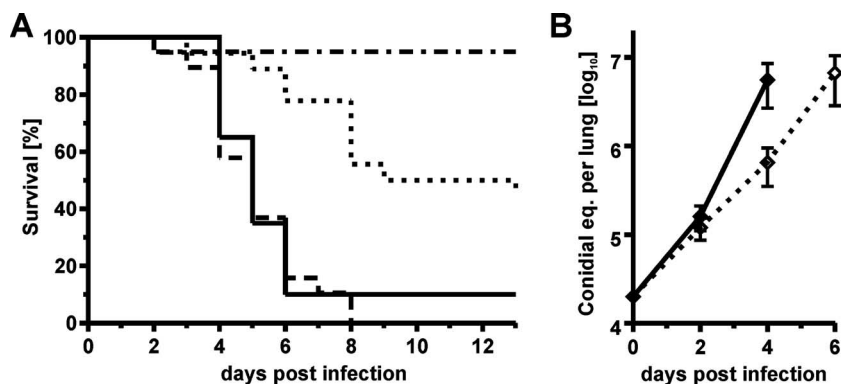 A
Survival [%]
100
80
60
40
20
0
0 2 4 6 8 10 12
days post infection
B
Conidial eq. per lung [log₁₀]
7
6
5
4
0 2 4 6
days post infection